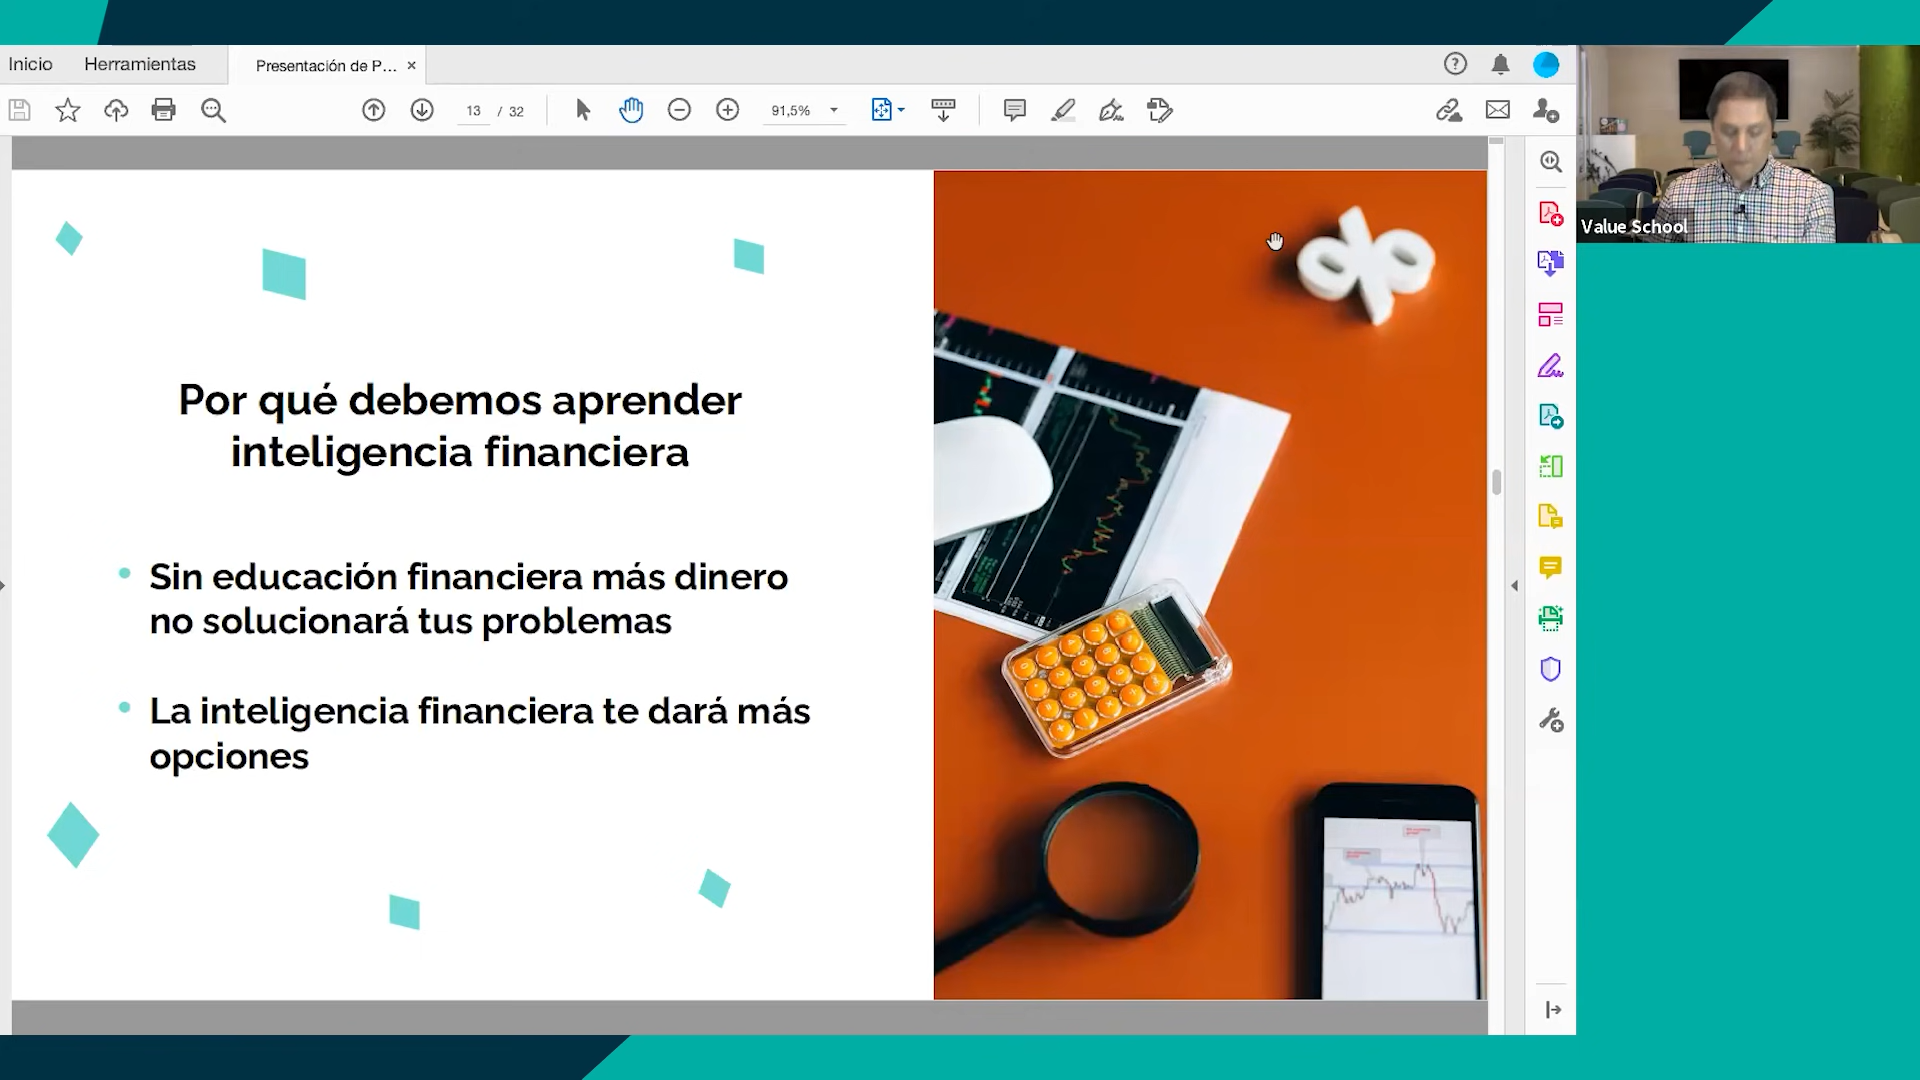 Inicio
Herramientas
Presentación de P...
13 / 32
91,5%
Value School
Por qué debemos aprender
inteligencia financiera
Sin educación financiera más dinero
no solucionará tus problemas
La inteligencia financiera te dará más
opciones
%